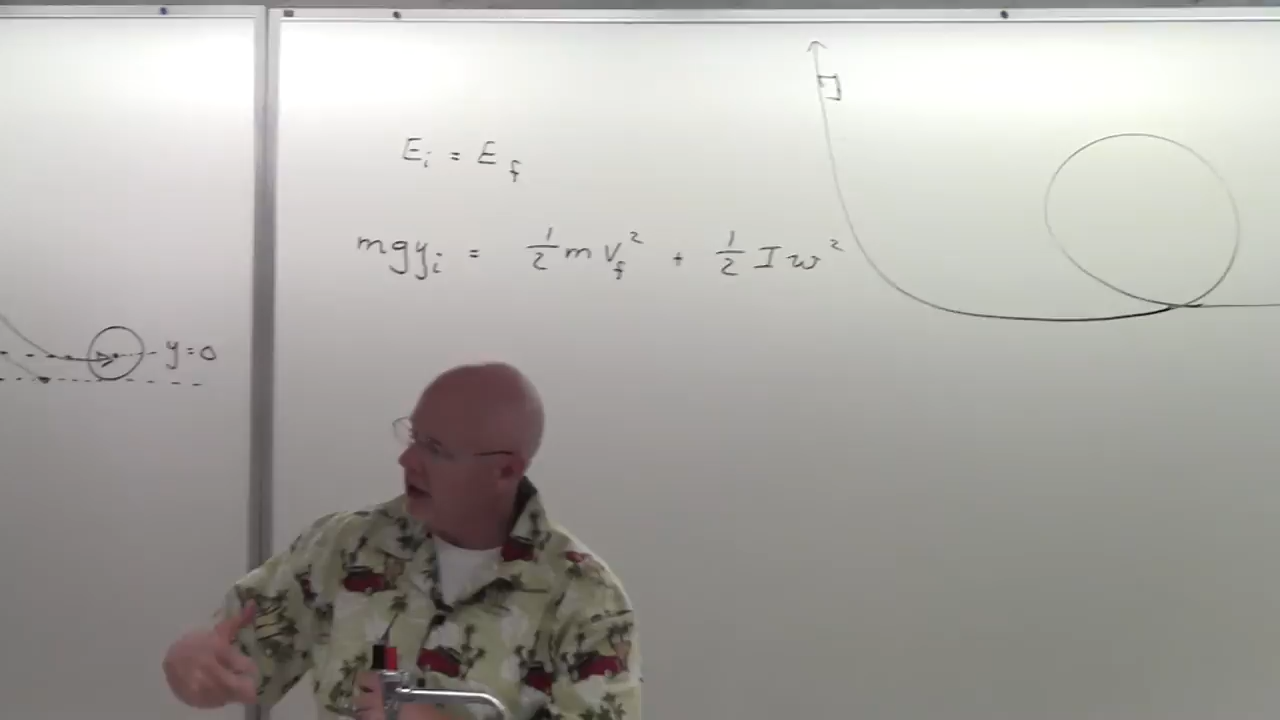 E_i = E_f
mgy_i = 1/2 m v_f^2 + 1/2 I ω^2
y=0